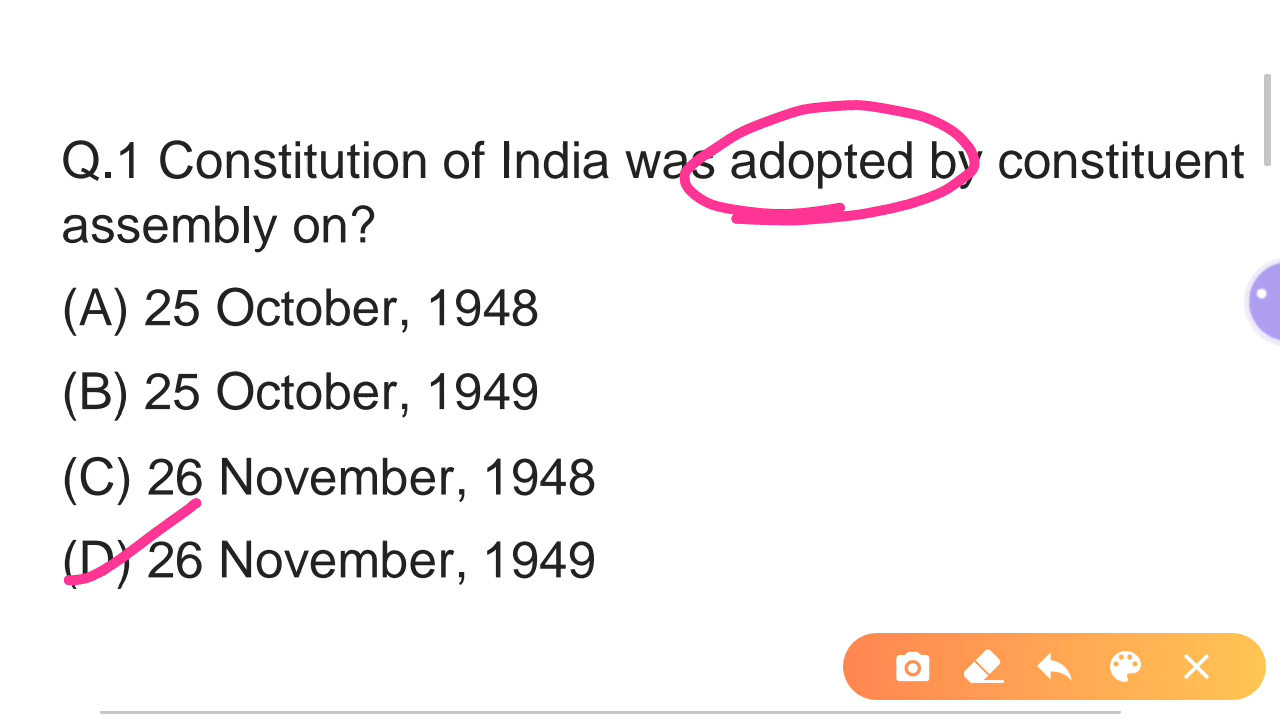 Q.1 Constitution of India was adopted by constituent
assembly on?
(A) 25 October, 1948
(B) 25 October, 1949
(C) 26 November, 1948
(D) 26 November, 1949